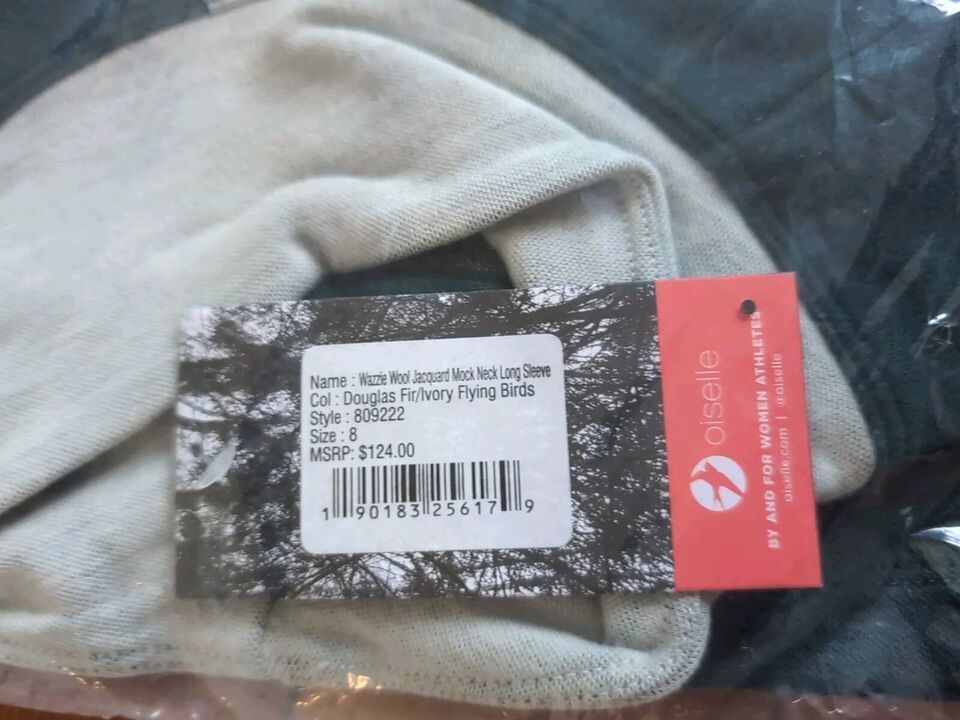 Name : Wazzie Wool Jacquard Mock Neck Long Sleeve
Col : Douglas Fir/Ivory Flying Birds
Style : 809222
Size : 8
MSRP: $124.00
1 90183 25617 9
oiselle
BY AND FOR WOMEN ATHLETES
oiselle.com | @oiselle